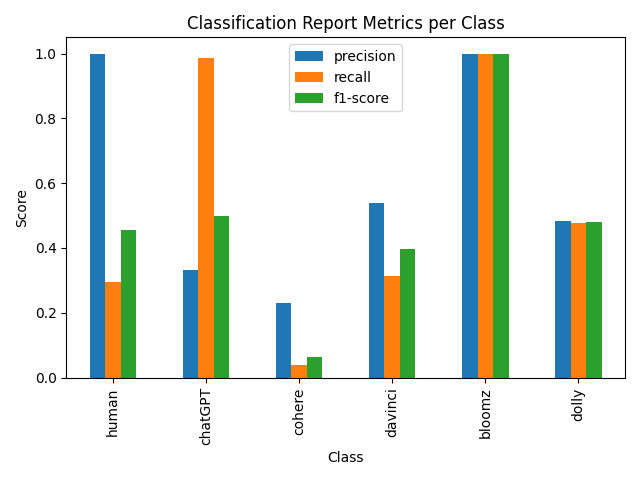 Classification Report Metrics per Class
precision
recall
f1-score
Score
1.0
0.8
0.6
0.4
0.2
0.0
human
chatGPT
cohere
davinci
bloomz
dolly
Class